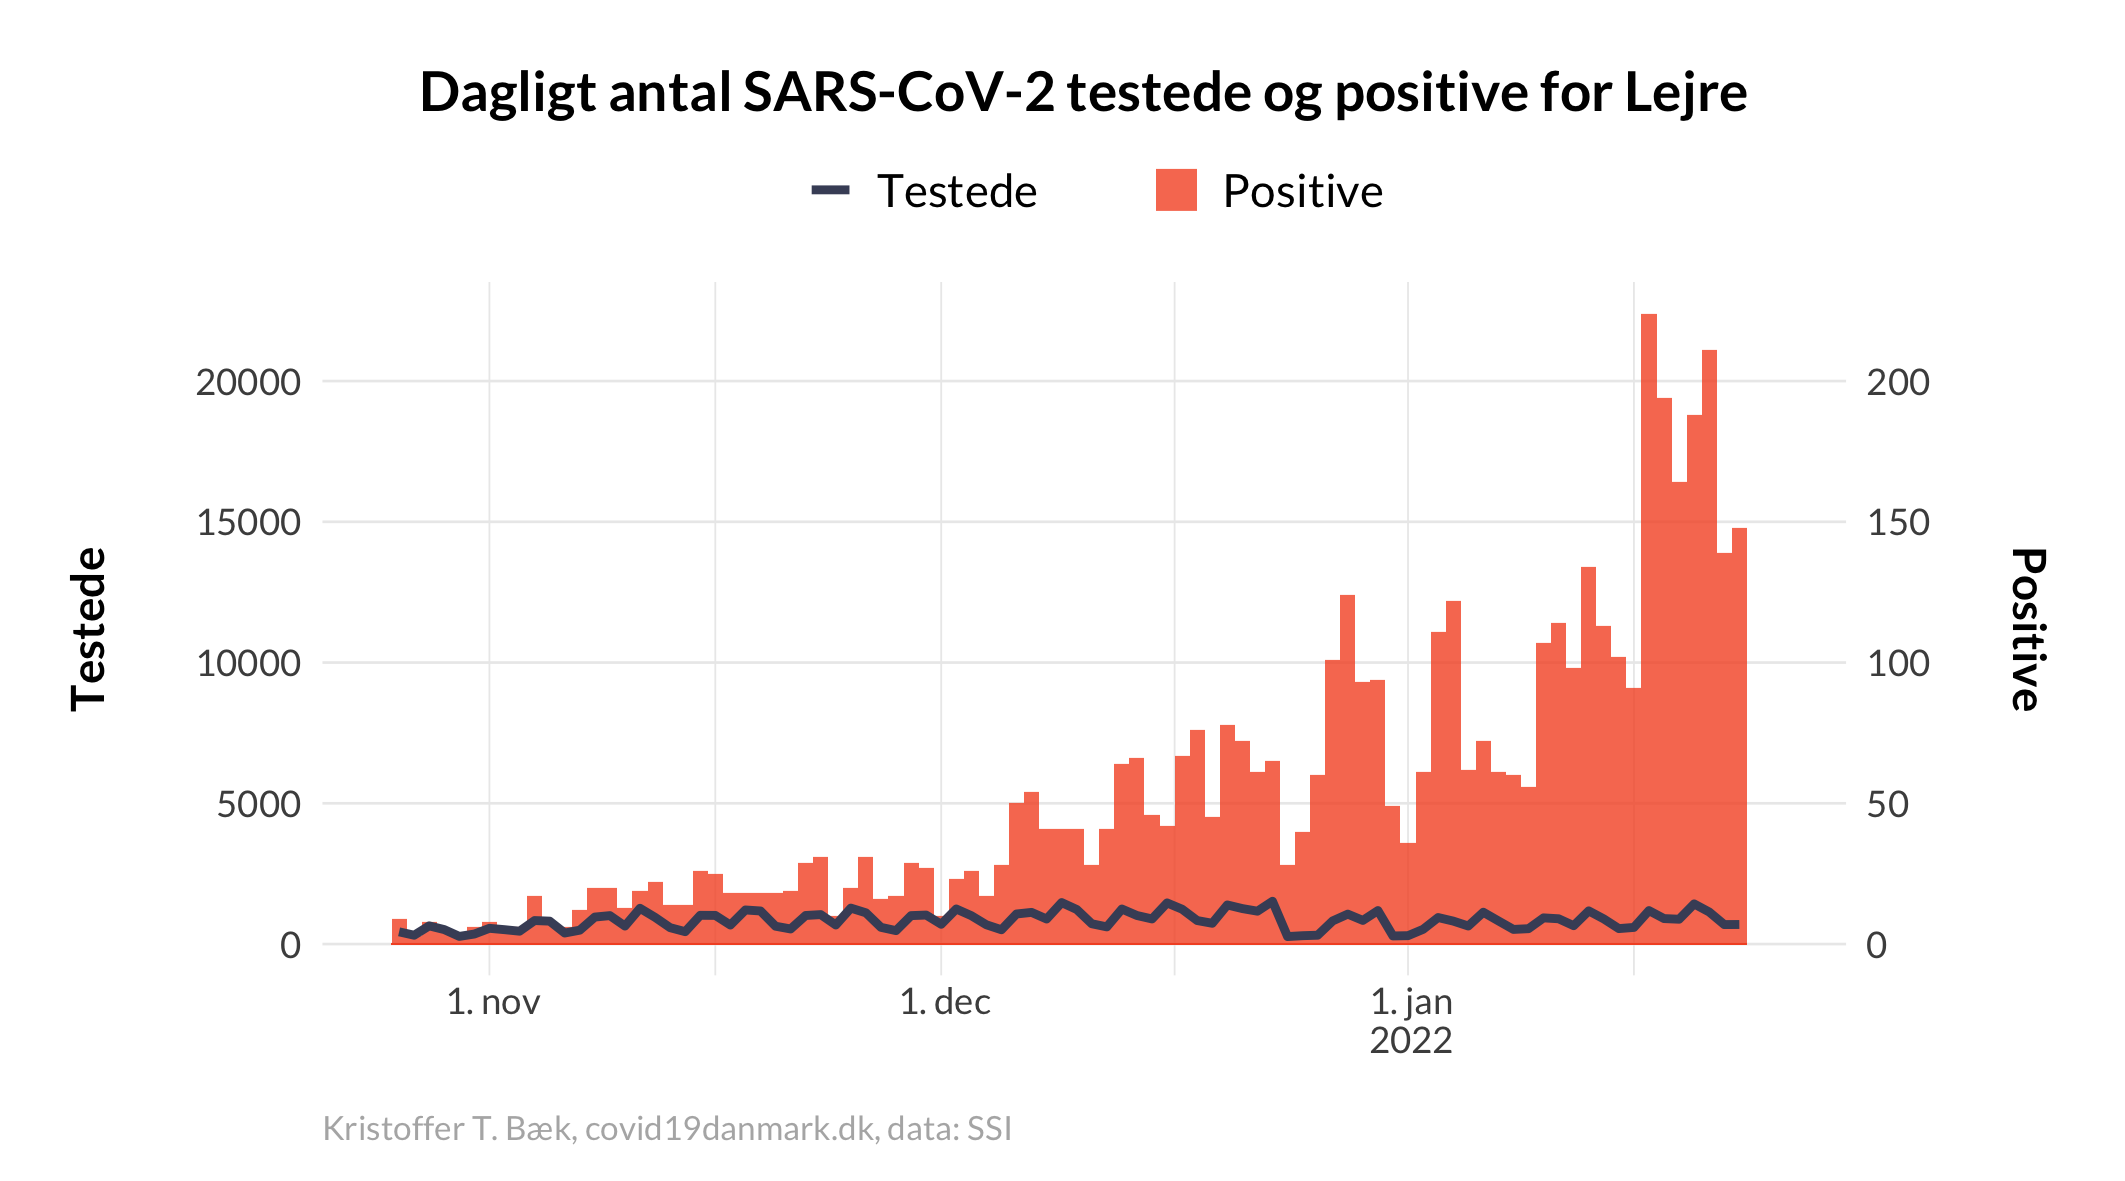 Dagligt antal SARS-CoV-2 testede og positive for Lejre
Testede
Positive
20000
15000
10000
5000
0
Testede
200
150
100
50
0
Positive
1. nov
1. dec
1. jan
2022
Kristoffer T. Bæk, covid19danmark.dk, data: SSI